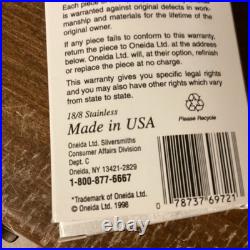 Each piece
is warranted against original defects in work-
manship and materials for the lifetime of the
original owner.
If any piece fails to conform to this warranty,
return the piece to Oneida Ltd. at the address
below. Oneida Ltd. will, at their option, refinish
or replace the piece at no charge.
This warranty gives you specific legal rights
and you may also have other rights which vary
from state to state.
18/8 Stainless
Made in USA
Please Recycle
Oneida Ltd. Silversmiths
Consumer Affairs Division
Dept. C
Oneida, NY 13421-2829
1-800-877-6667
*Trademark of Oneida Ltd.
© Oneida Ltd. 1998
0 78737 69721